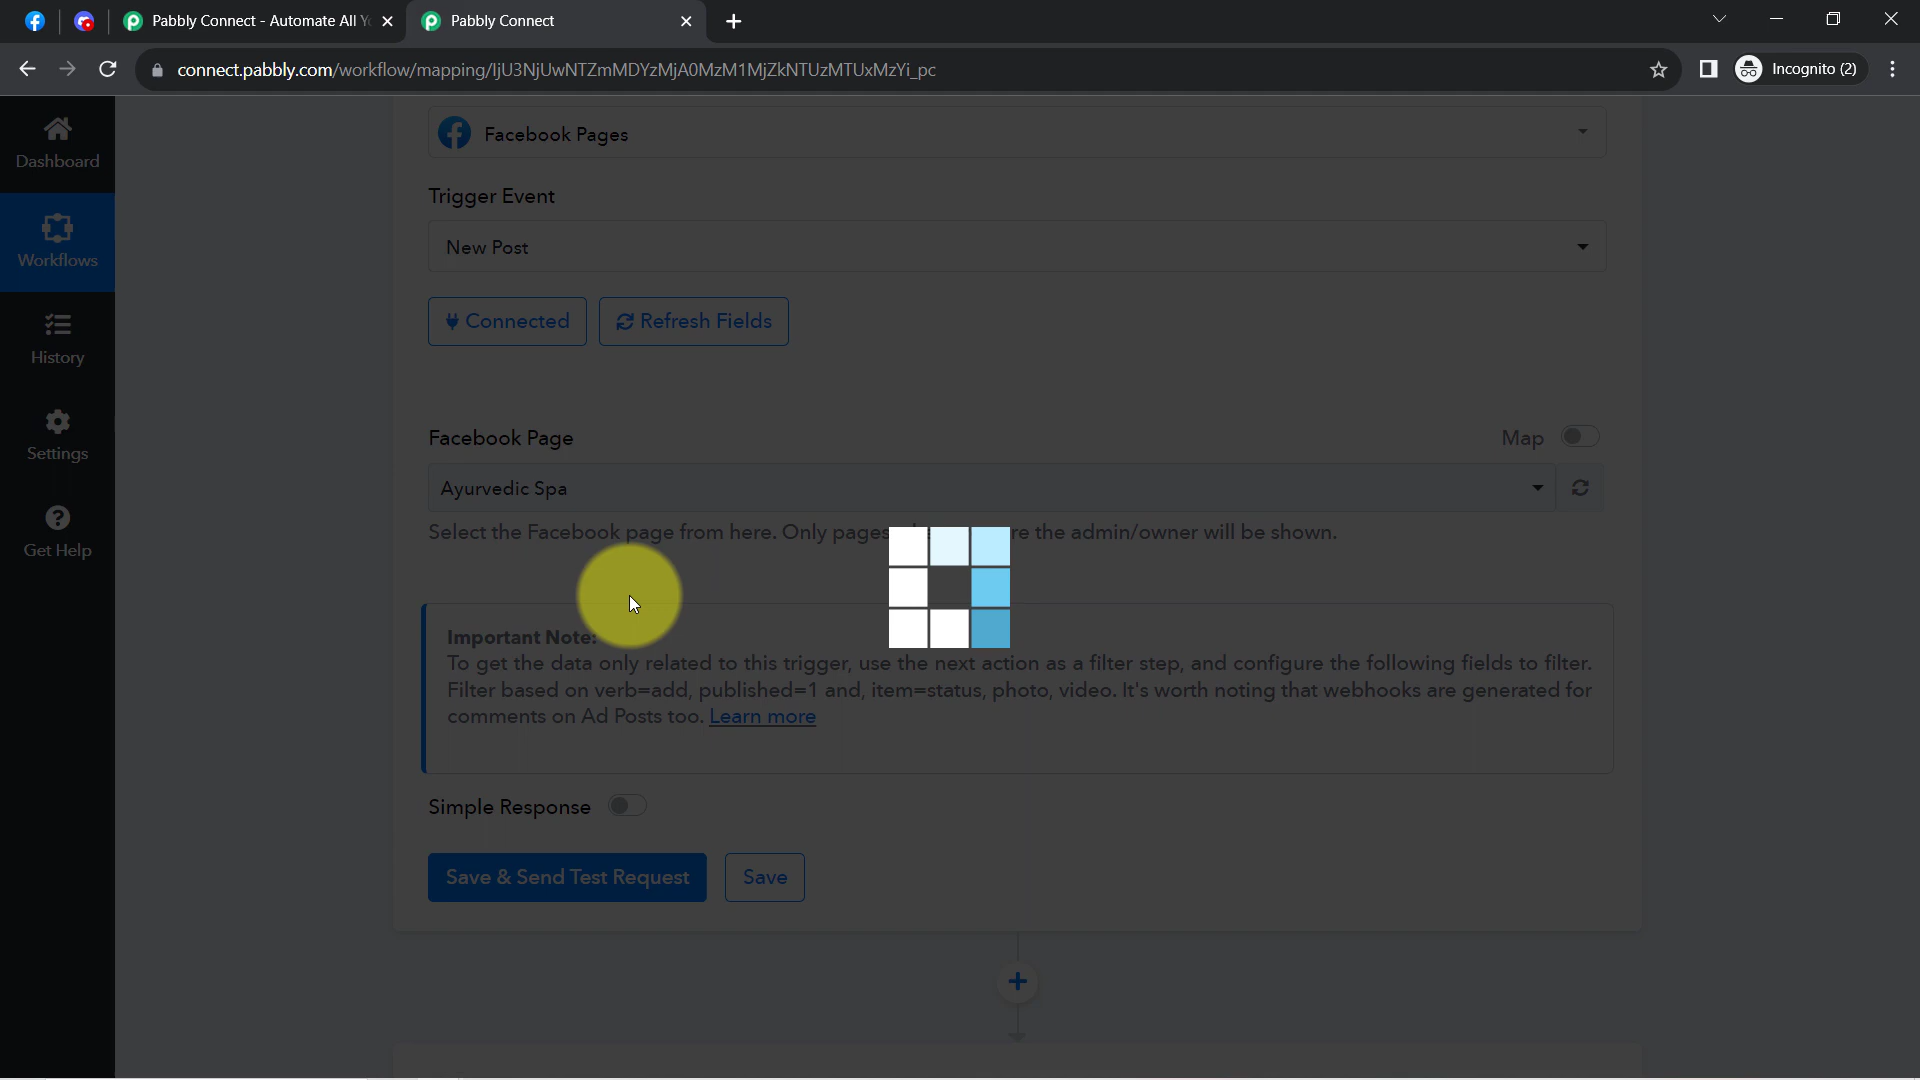 Pabbly Connect - Automate All Yo
Pabbly Connect
connect.pabbly.com/workflow/mapping/IjU3NjUwNTZmMDYzMjA0MzM1MjZkNTUzMTUxMzYi_pc
Incognito (2)
Dashboard
Workflows
History
Settings
Get Help
Facebook Pages
Trigger Event
New Post
Connected
Refresh Fields
Facebook Page
Map
Ayurvedic Spa
Select the Facebook page from here. Only pages re the admin/owner will be shown.
Important Note:
To get the data only related to this trigger, use the next action as a filter step, and configure the following fields to filter.
Filter based on verb=add, published=1 and, item=status, photo, video. It's worth noting that webhooks are generated for
comments on Ad Posts too. Learn more
Simple Response
Save & Send Test Request
Save